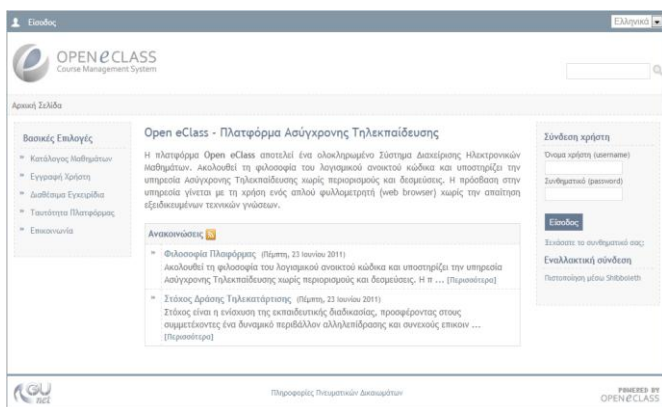 Είσοδος
Ελληνικά
OPEN eCLASS
Course Management System
Αρχική Σελίδα
Βασικές Επιλογές
Κατάλογος Μαθημάτων
Εγγραφή Χρήστη
Διαθέσιμα Εγχειρίδια
Ταυτότητα Πλατφόρμας
Επικοινωνία
Open eClass - Πλατφόρμα Ασύγχρονης Τηλεκπαίδευσης
Η πλατφόρμα Open eClass αποτελεί ένα ολοκληρωμένο Σύστημα Διαχείρισης Ηλεκτρονικών
Μαθημάτων. Ακολουθεί τη φιλοσοφία του λογισμικού ανοικτού κώδικα και υποστηρίζει την
υπηρεσία Ασύγχρονης Τηλεκπαίδευσης χωρίς περιορισμούς και δεσμεύσεις. Η πρόσβαση στην
υπηρεσία γίνεται με τη χρήση ενός απλού φυλλομετρητή (web browser) χωρίς την απαίτηση
εξειδικευμένων τεχνικών γνώσεων.
Ανακοινώσεις
Φιλοσοφία Πλαφόρμας (Πέμπτη, 23 Ιουνίου 2011)
Ακολουθεί τη φιλοσοφία του λογισμικού ανοικτού κώδικα και υποστηρίζει την υπηρεσία
Ασύγχρονης Τηλεκπαίδευσης χωρίς περιορισμούς και δεσμεύσεις. Η π ... [Περισσότερα]
Στόχος Δράσης Τηλεκατάρτισης (Πέμπτη, 23 Ιουνίου 2011)
Στόχος είναι η ενίσχυση της εκπαιδευτικής διαδικασίας, προσφέροντας στους
συμμετέχοντες ένα δυναμικό περιβάλλον αλληλεπίδρασης και συνεχούς επικοιν ...
[Περισσότερα]
Σύνδεση χρήστη
Όνομα χρήστη (username)
Συνθηματικό (password)
Είσοδος
Ξεχάσατε το συνθηματικό σας;
Εναλλακτική σύνδεση
Πιστοποίηση μέσω Shibboleth
GUnet
Πληροφορίες Πνευματικών Δικαιωμάτων
POWERED BY
OPEN eCLASS